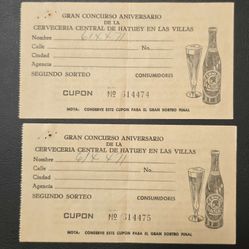 GRAN CONCURSO ANIVERSARIO
DE LA
CERVECERIA CENTRAL DE HATUEY EN LAS VILLAS
Nombre
Calle No.
Ciudad
Agencia
SEGUNDO SORTEO CONSUMIDORES
CUPON Nº 614474
NOTA: CONSERVE ESTE CUPON PARA EL GRAN SORTEO FINAL
GRAN CONCURSO ANIVERSARIO
DE LA
CERVECERIA CENTRAL DE HATUEY EN LAS VILLAS
Nombre
Calle No.
Ciudad
Agencia
SEGUNDO SORTEO CONSUMIDORES
CUPON Nº 614475
NOTA: CONSERVE ESTE CUPON PARA EL GRAN SORTEO FINAL